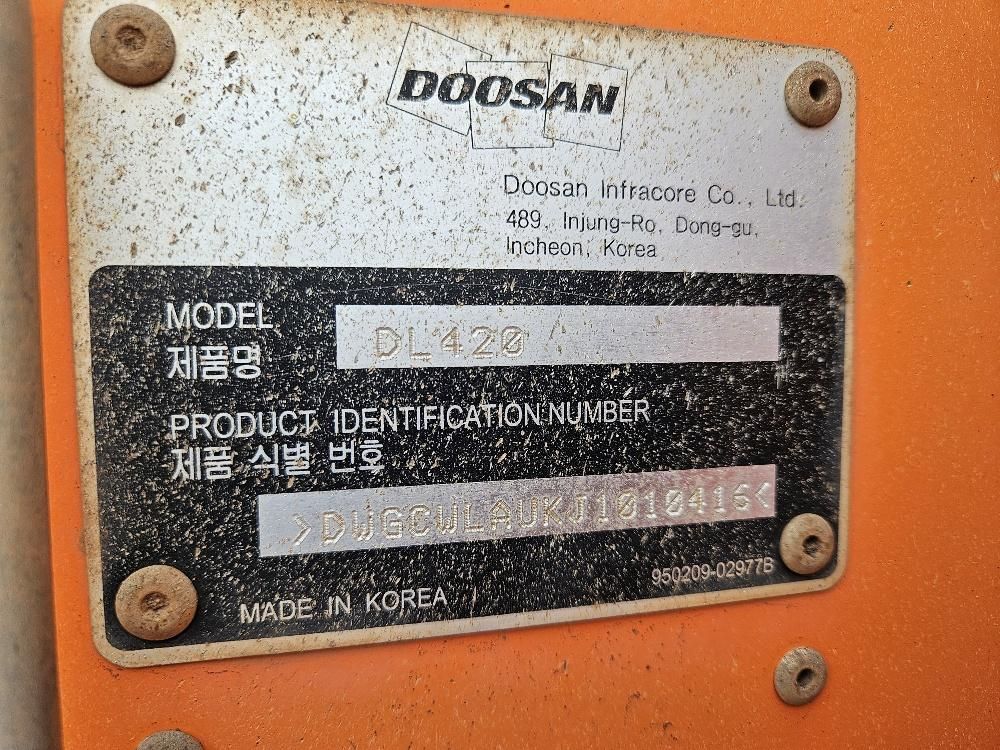 DOOSAN
Doosan Infracore Co., Ltd.
489, Injung-Ro, Dong-gu,
Incheon, Korea
MODEL
DL420
제품명
PRODUCT IDENTIFICATION NUMBER
제품 식별 번호
>DWGCWLAUKJ1010416<
950209-02977B
MADE IN KOREA